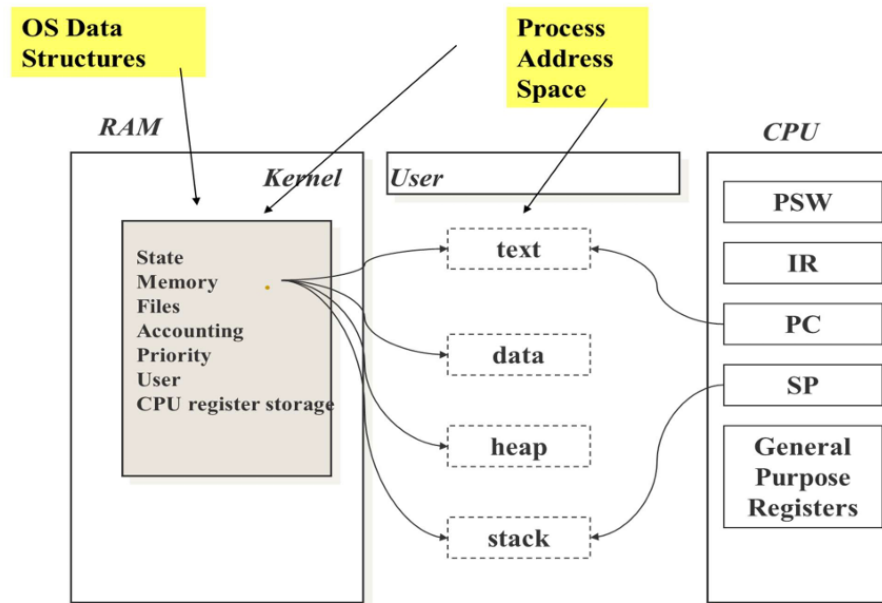 OS Data
Structures
Process
Address
Space
RAM
CPU
Kernel
User
State
Memory
Files
Accounting
Priority
User
CPU register storage
text
data
heap
stack
PSW
IR
PC
SP
General
Purpose
Registers